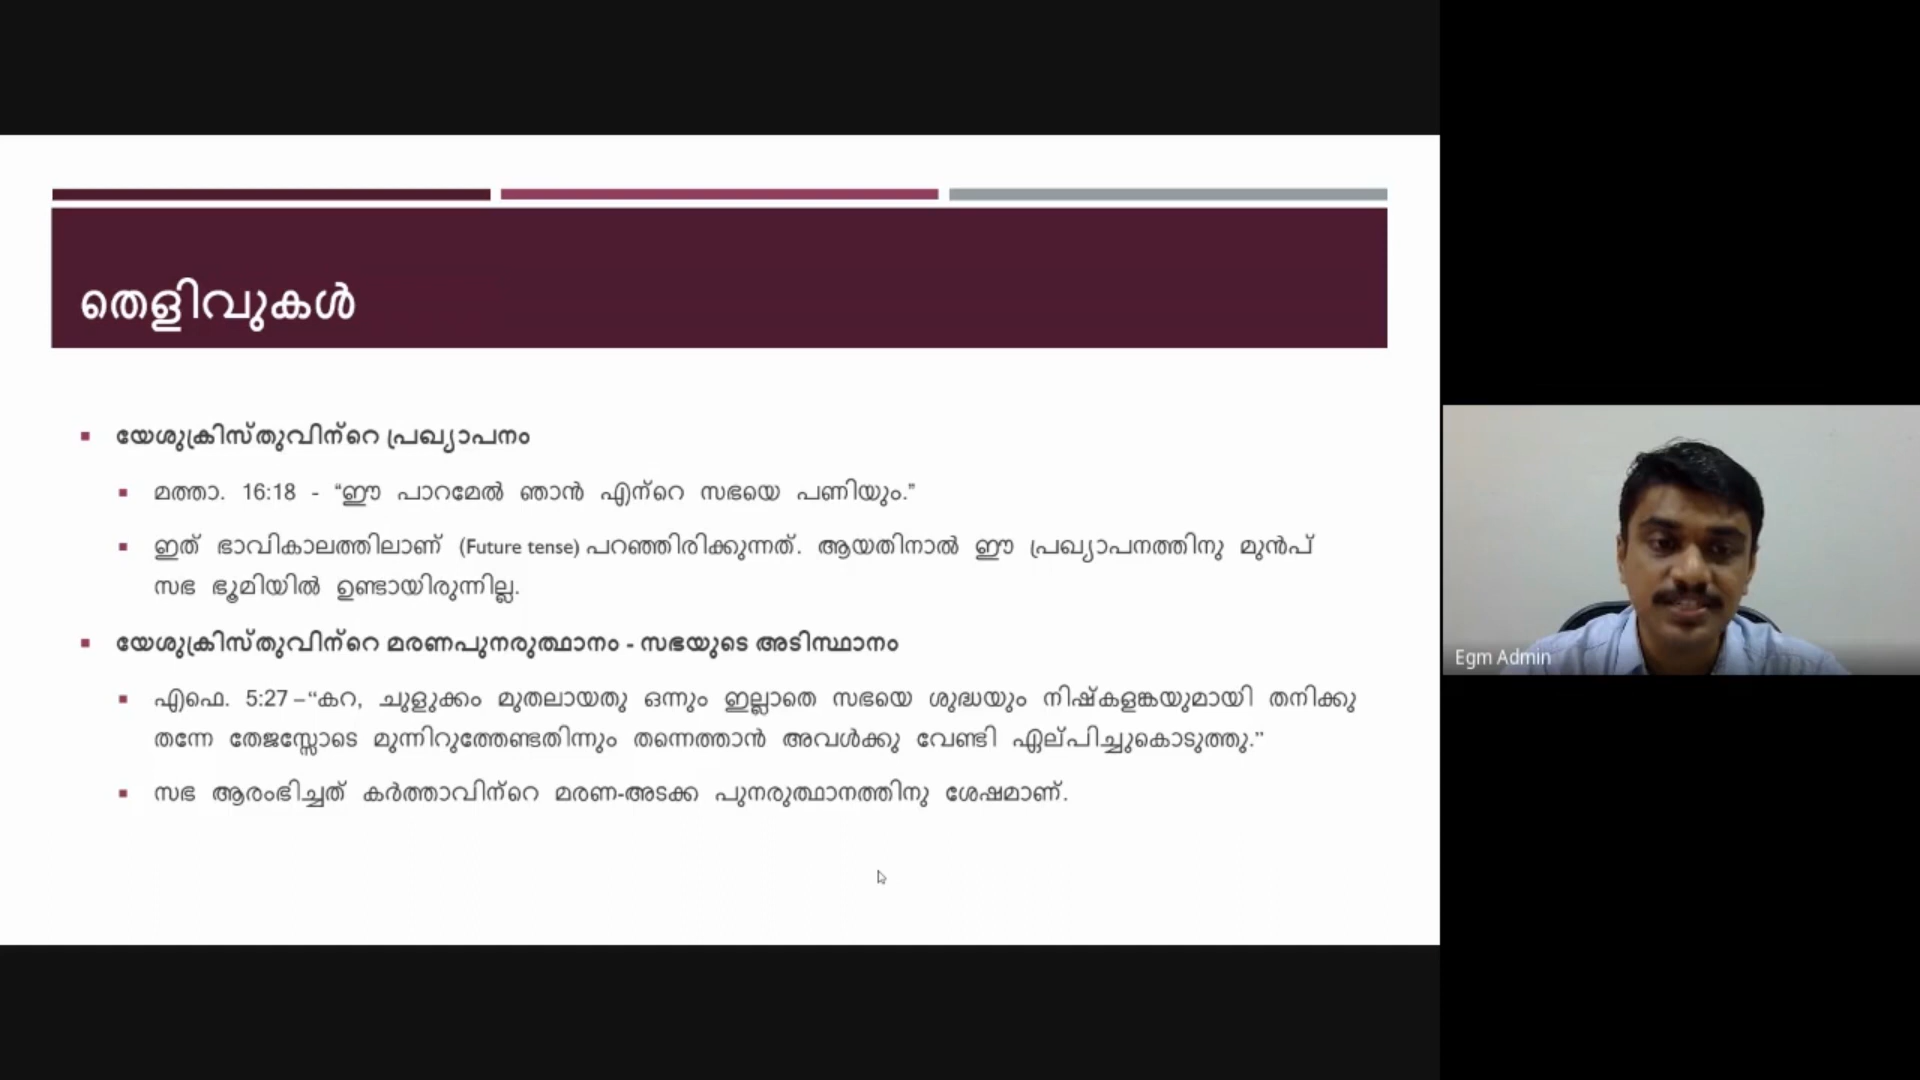 തെളിവുകൾ
യേശുക്രിസ്തുവിന്റെ പ്രഖ്യാപനം
മത്താ. 16:18 - “ഈ പാറമേൽ ഞാൻ എന്റെ സഭയെ പണിയും.”
ഇത് ഭാവികാലത്തിലാണ് (Future tense) പറഞ്ഞിരിക്കുന്നത്. ആയതിനാൽ ഈ പ്രഖ്യാപനത്തിനു മുൻപ്
സഭ ഭൂമിയിൽ ഉണ്ടായിരുന്നില്ല.
യേശുക്രിസ്തുവിന്റെ മരണപുനരുത്ഥാനം - സഭയുടെ അടിസ്ഥാനം
എഫെ. 5:27 – “കറ, ചുളുക്കം മുതലായതു ഒന്നും ഇല്ലാതെ സഭയെ ശുദ്ധയും നിഷ്കളങ്കയുമായി തനിക്കു
തന്നേ തേജസ്സോടെ മുന്നിറുത്തേണ്ടതിന്നും തന്നെത്താൻ അവൾക്കു വേണ്ടി ഏല്പിച്ചുകൊടുത്തു.”
സഭ ആരംഭിച്ചത് കർത്താവിന്റെ മരണ-അടക്ക പുനരുത്ഥാനത്തിനു ശേഷമാണ്.
Egm Admin